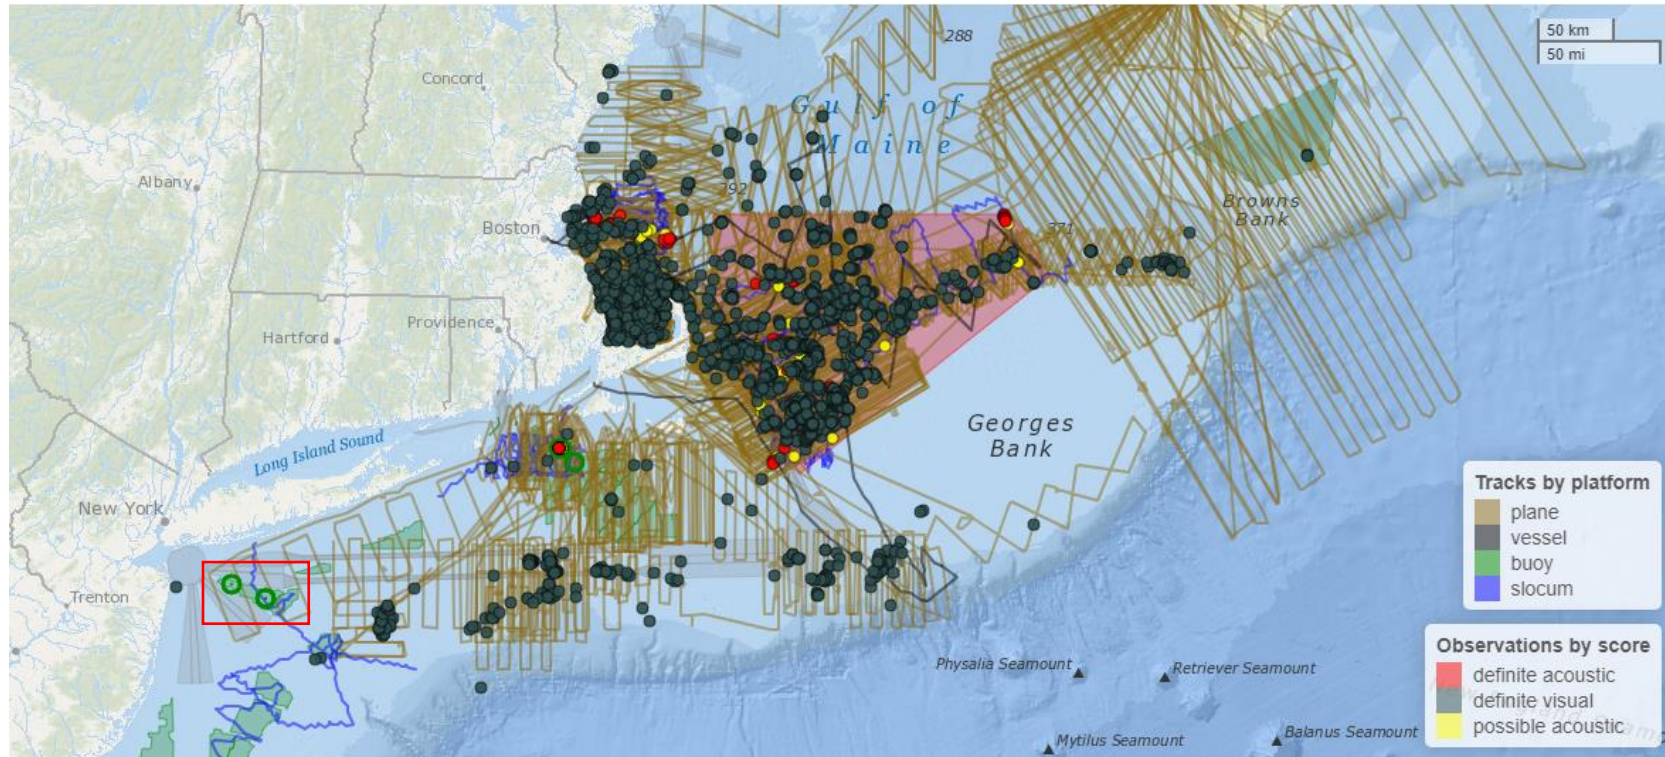 288
50 km
50 mi
Concord
Gulf of
Maine
Albany
292
Browns
Bank
Boston
371
Providence
Hartford
Georges
Bank
Long Island Sound
New York
Tracks by platform
plane
vessel
buoy
slocum
Trenton
Physalia Seamount
Retriever Seamount
Observations by score
definite acoustic
definite visual
possible acoustic
Mytilus Seamount
Balanus Seamount